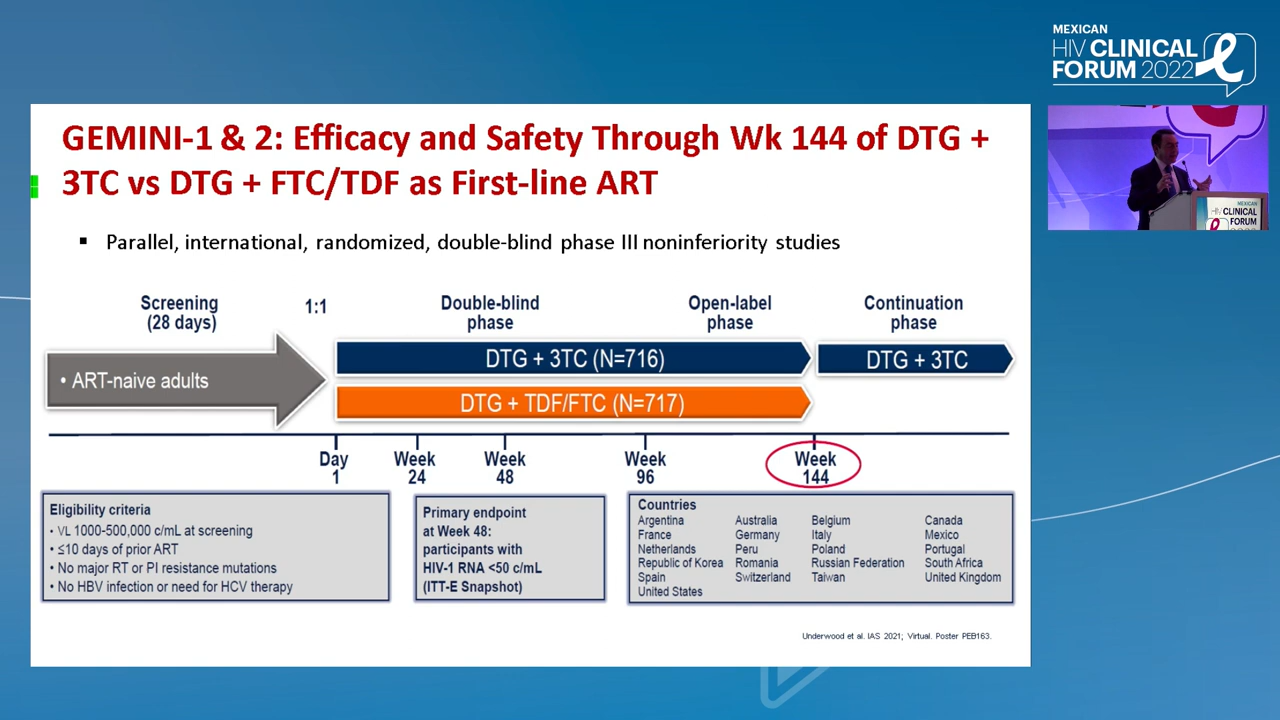 MEXICAN
HIV CLINICAL
FORUM 2022
GEMINI-1 & 2: Efficacy and Safety Through Wk 144 of DTG +
3TC vs DTG + FTC/TDF as First-line ART
▪ Parallel, international, randomized, double-blind phase III noninferiority studies
Screening
(28 days)
1:1
Double-blind
phase
Open-label
phase
Continuation
phase
• ART-naive adults
DTG + 3TC (N=716)
DTG + 3TC
DTG + TDF/FTC (N=717)
Day
1
Week
24
Week
48
Week
96
Week
144
Eligibility criteria
• VL 1000-500,000 c/mL at screening
• ≤10 days of prior ART
• No major RT or PI resistance mutations
• No HBV infection or need for HCV therapy
Primary endpoint
at Week 48:
participants with
HIV-1 RNA <50 c/mL
(ITT-E Snapshot)
Countries
Argentina Australia Belgium Canada
France Germany Italy Mexico
Netherlands Peru Poland Portugal
Republic of Korea Romania Russian Federation South Africa
Spain Switzerland Taiwan United Kingdom
United States
Underwood et al. IAS 2021; Virtual. Poster PEB163.
MEXICAN
HIV CLINICAL
FORUM